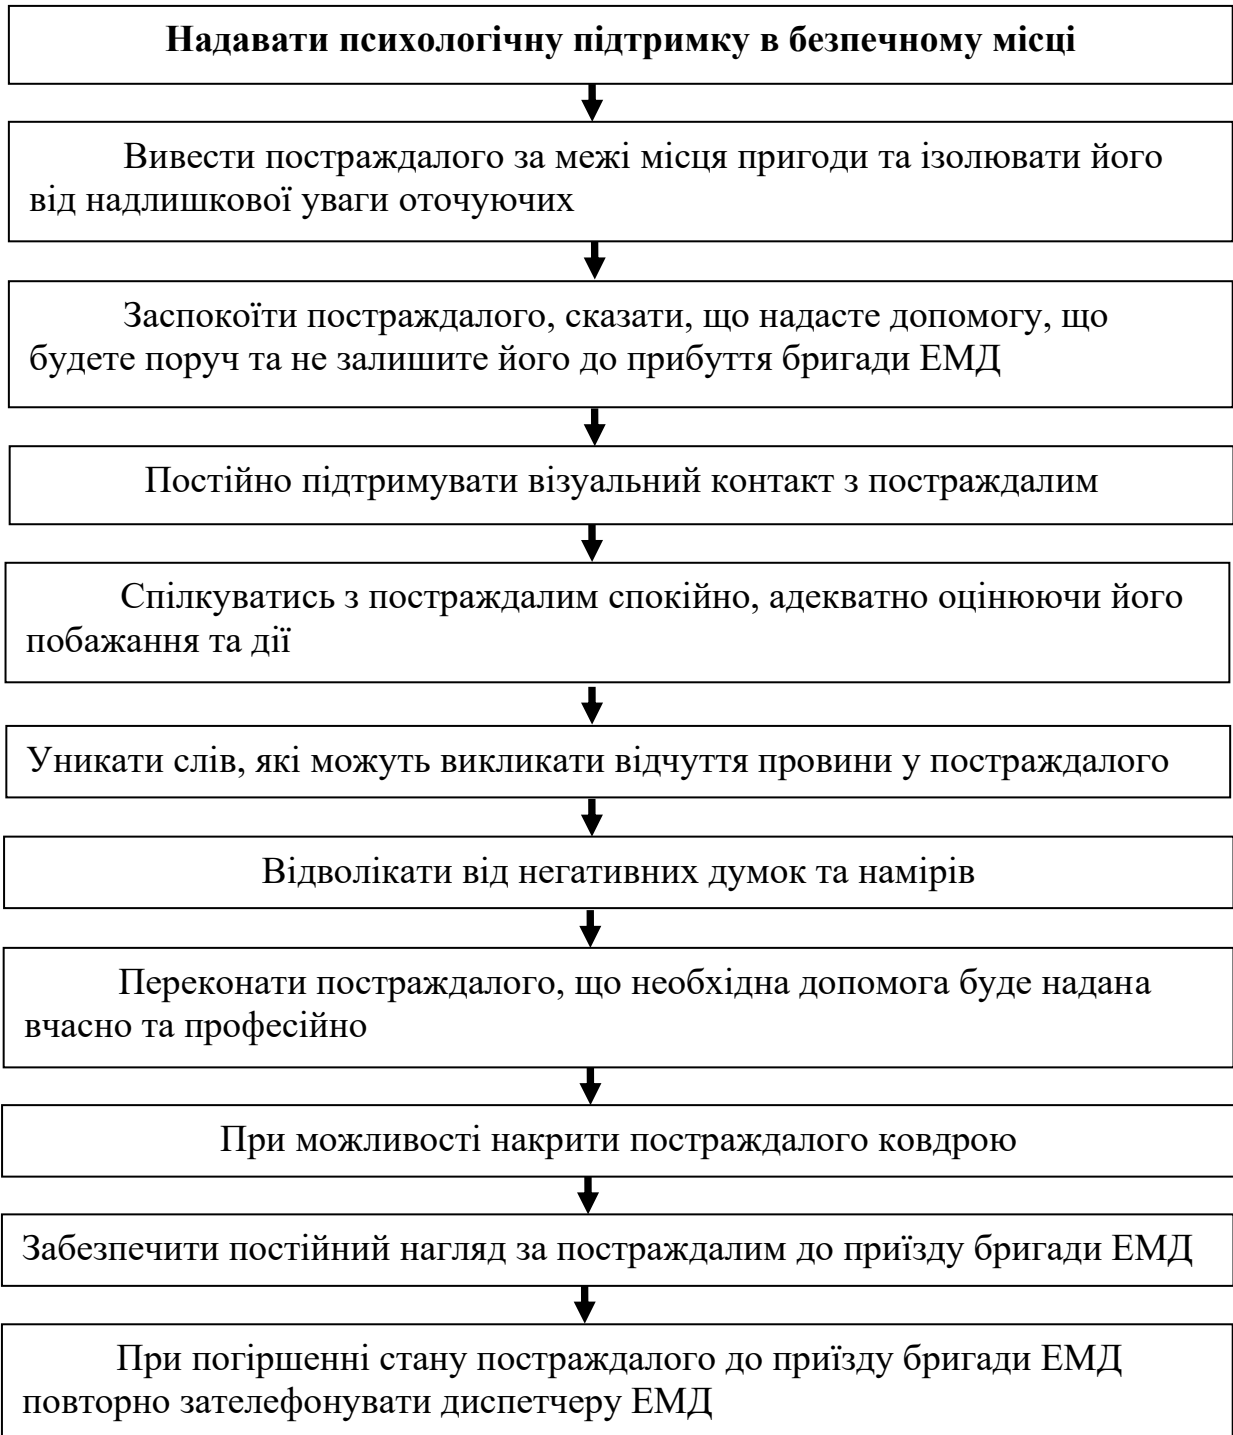 Надавати психологічну підтримку в безпечному місці
Вивести постраждалого за межі місця пригоди та ізолювати його
від надлишкової уваги оточуючих
Заспокоїти постраждалого, сказати, що надасте допомогу, що
будете поруч та не залишите його до прибуття бригади ЕМД
Постійно підтримувати візуальний контакт з постраждалим
Спілкуватись з постраждалим спокійно, адекватно оцінюючи його
побажання та дії
Уникати слів, які можуть викликати відчуття провини у постраждалого
Відволікати від негативних думок та намірів
Переконати постраждалого, що необхідна допомога буде надана
вчасно та професійно
При можливості накрити постраждалого ковдрою
Забезпечити постійний нагляд за постраждалим до приїзду бригади ЕМД
При погіршенні стану постраждалого до приїзду бригади ЕМД
повторно зателефонувати диспетчеру ЕМД